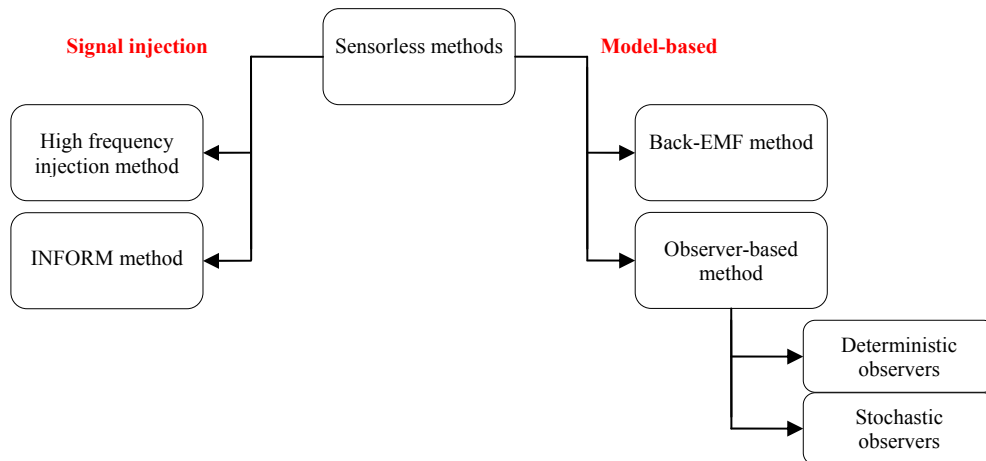 Signal injection
Sensorless methods
Model-based
High frequency
injection method
Back-EMF method
INFORM method
Observer-based
method
Deterministic
observers
Stochastic
observers